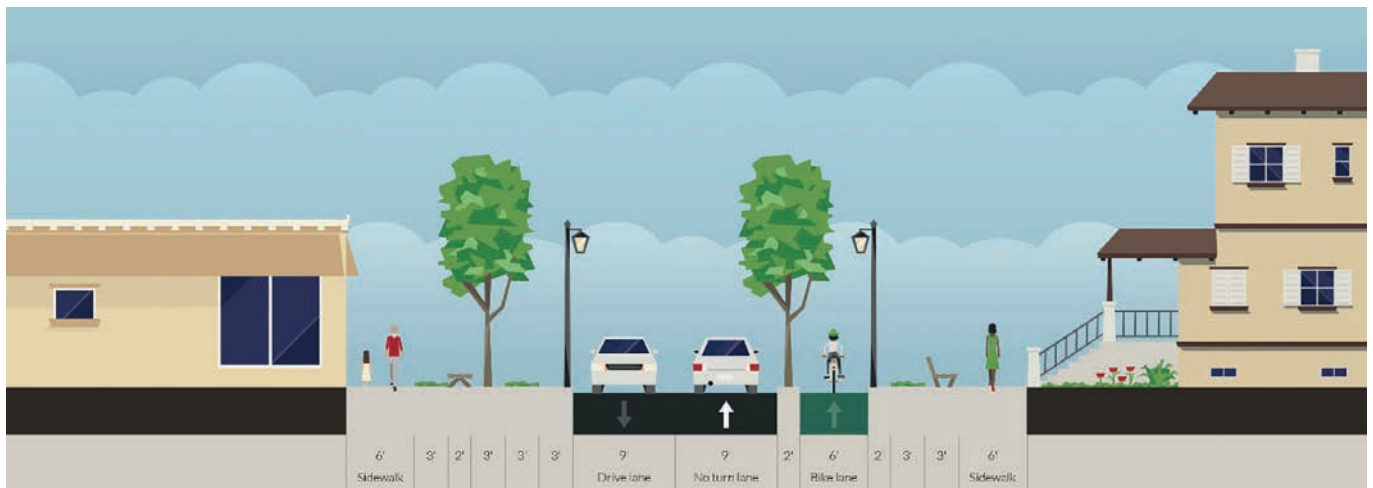 6' 3' 2' 3' 3' 3' 9 9 2' 6' 2 3' 3' 6'
Sidewalk Drive lane No turn lane Bike lane Sidewalk